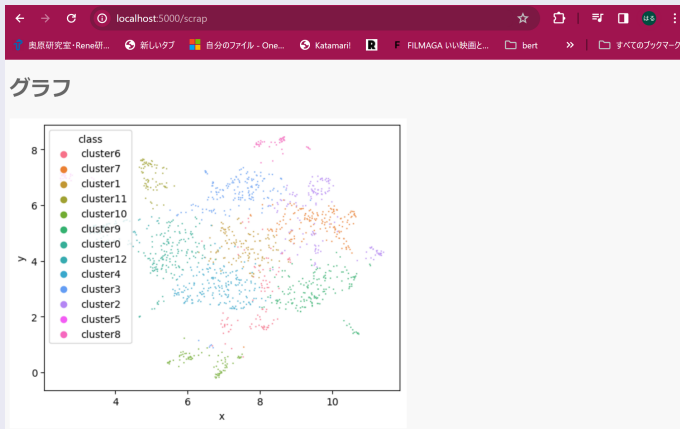 localhost:5000/scrap
はる
奥原研究室・Rene研... 新しいタブ 自分のファイル - One... Katamari! R F FILMAGA いい映画と... bert » すべてのブックマーク
グラフ
class
cluster6
cluster7
cluster1
cluster11
cluster10
cluster9
cluster0
cluster12
cluster4
cluster3
cluster2
cluster5
cluster8
8
6
4
2
0
y
4 6 8 10
x